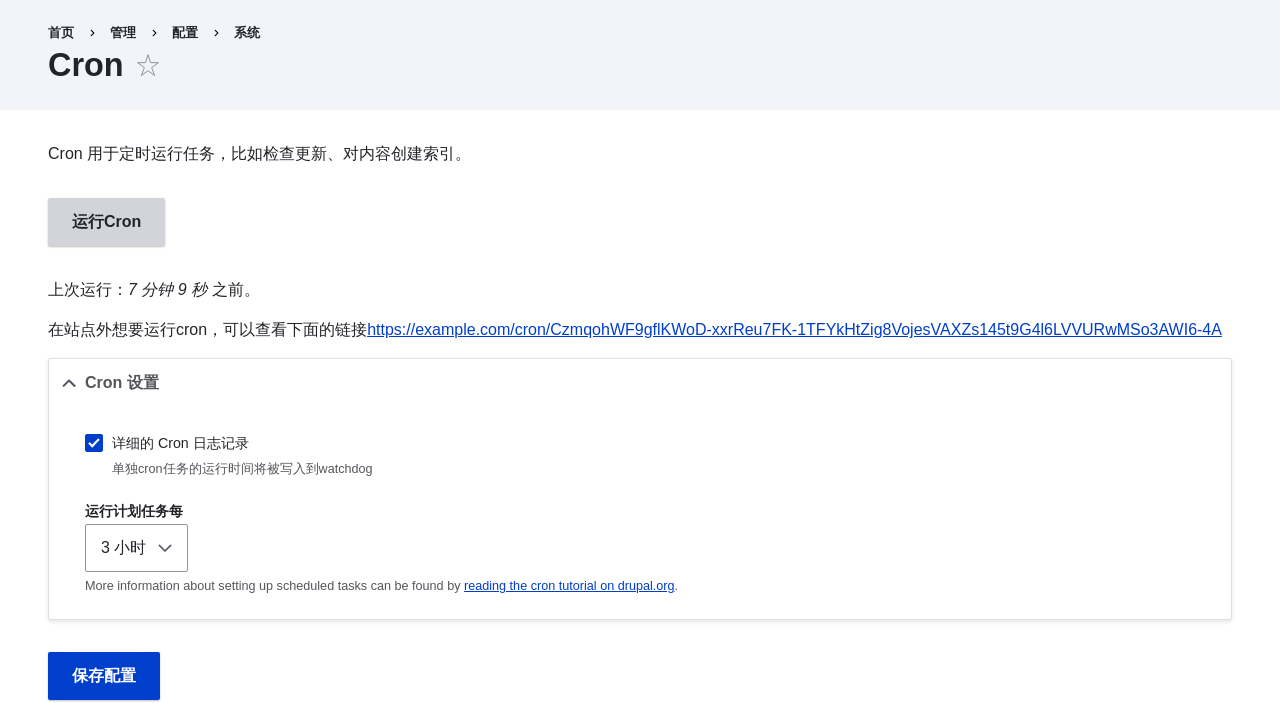 首页 › 管理 › 配置 › 系统
Cron
Cron 用于定时运行任务，比如检查更新、对内容创建索引。
运行Cron
上次运行：7 分钟 9 秒 之前。
在站点外想要运行cron，可以查看下面的链接https://example.com/cron/CzmqohWF9gflKWoD-xxrReu7FK-1TFYkHtZig8VojesVAXZs145t9G4l6LVVURwMSo3AWI6-4A
Cron 设置
详细的 Cron 日志记录
单独cron任务的运行时间将被写入到watchdog
运行计划任务每
3 小时
More information about setting up scheduled tasks can be found by reading the cron tutorial on drupal.org.
保存配置